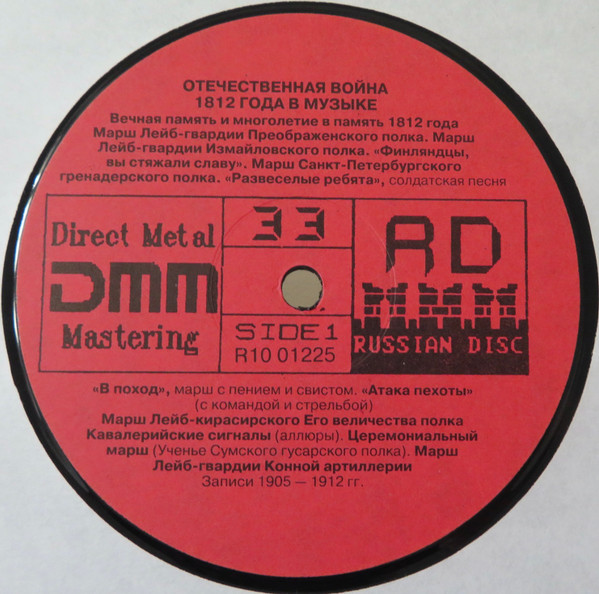 ОТЕЧЕСТВЕННАЯ ВОЙНА
1812 ГОДА В МУЗЫКЕ
Вечная память и многолетие в память 1812 года
Марш Лейб-гвардии Преображенского полка. Марш
Лейб-гвардии Измайловского полка. «Финляндцы,
вы стяжали славу». Марш Санкт-Петербургского
гренадерского полка. «Развеселые ребята», солдатская песня
Direct Metal
DMM
Mastering
33
SIDE 1
R10 01225
RD
RUSSIAN DISC
«В поход», марш с пением и свистом. «Атака пехоты»
(с командой и стрельбой)
Марш Лейб-кирасирского Его величества полка
Кавалерийские сигналы (аллюры). Церемониальный
марш (Ученье Сумского гусарского полка). Марш
Лейб-гвардии Конной артиллерии
Записи 1905 — 1912 гг.